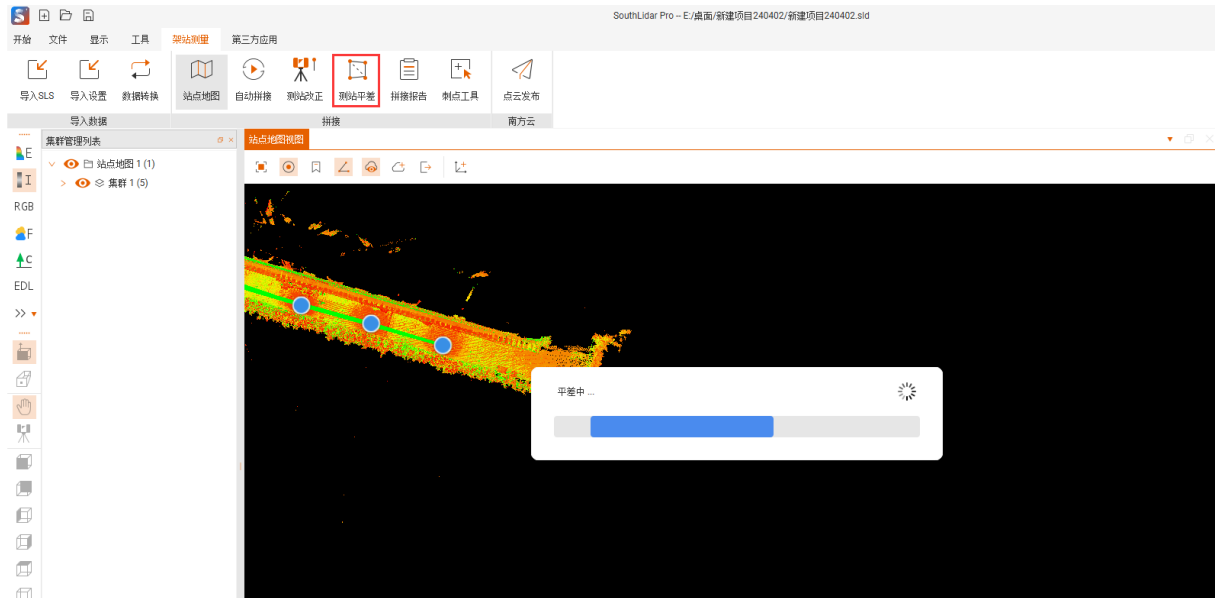 SouthLidar Pro – E:/桌面/新建项目240402/新建项目240402.sld
开始 文件 显示 工具 架站测量 第三方应用
导入SLS 导入设置 数据转换 站点地图 自动拼接 测站改正 测站平差 拼接报告 刺点工具 点云发布
导入数据 拼接 南方云
集群管理列表
站点地图视图
E
站点地图 1 (1)
I
集群 1 (5)
RGB
F
C
EDL
平差中 ...